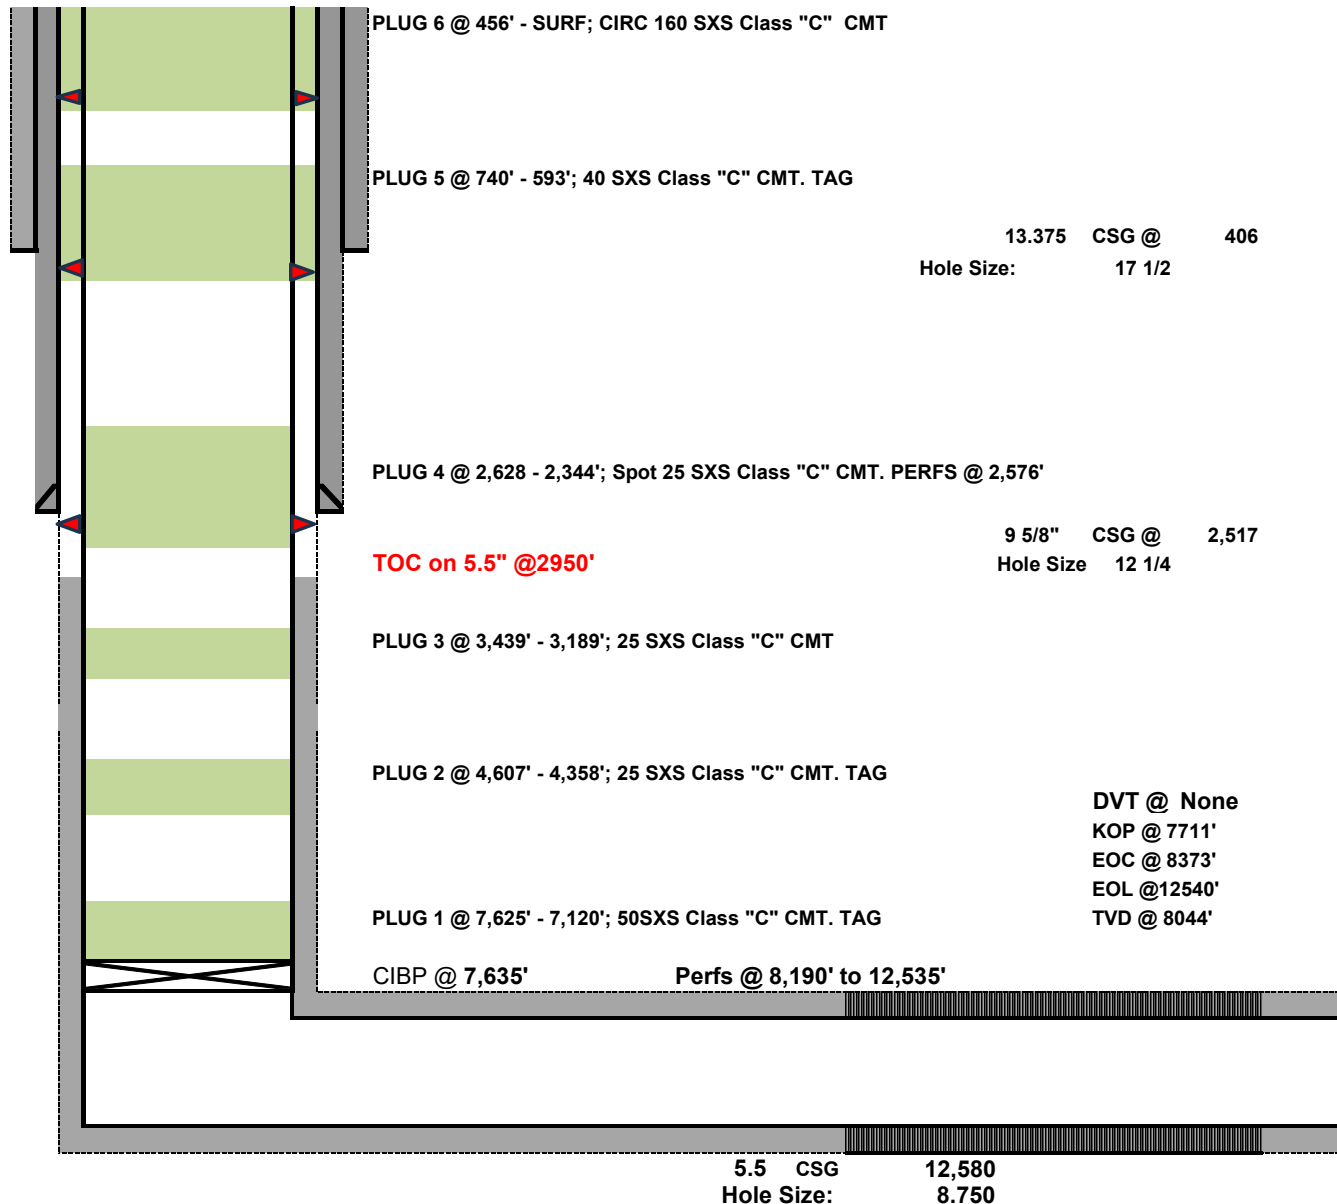 PLUG 6 @ 456' - SURF; CIRC 160 SXS Class "C" CMT
PLUG 5 @ 740' - 593'; 40 SXS Class "C" CMT. TAG
13.375 CSG @ 406
Hole Size: 17 1/2
PLUG 4 @ 2,628 - 2,344'; Spot 25 SXS Class "C" CMT. PERFS @ 2,576'
9 5/8" CSG @ 2,517
TOC on 5.5" @2950'
Hole Size 12 1/4
PLUG 3 @ 3,439' - 3,189'; 25 SXS Class "C" CMT
PLUG 2 @ 4,607' - 4,358'; 25 SXS Class "C" CMT. TAG
DVT @ None
KOP @ 7711'
EOC @ 8373'
EOL @12540'
PLUG 1 @ 7,625' - 7,120'; 50SXS Class "C" CMT. TAG
TVD @ 8044'
CIBP @ 7,635' Perfs @ 8,190' to 12,535'
5.5 CSG 12,580
Hole Size: 8.750